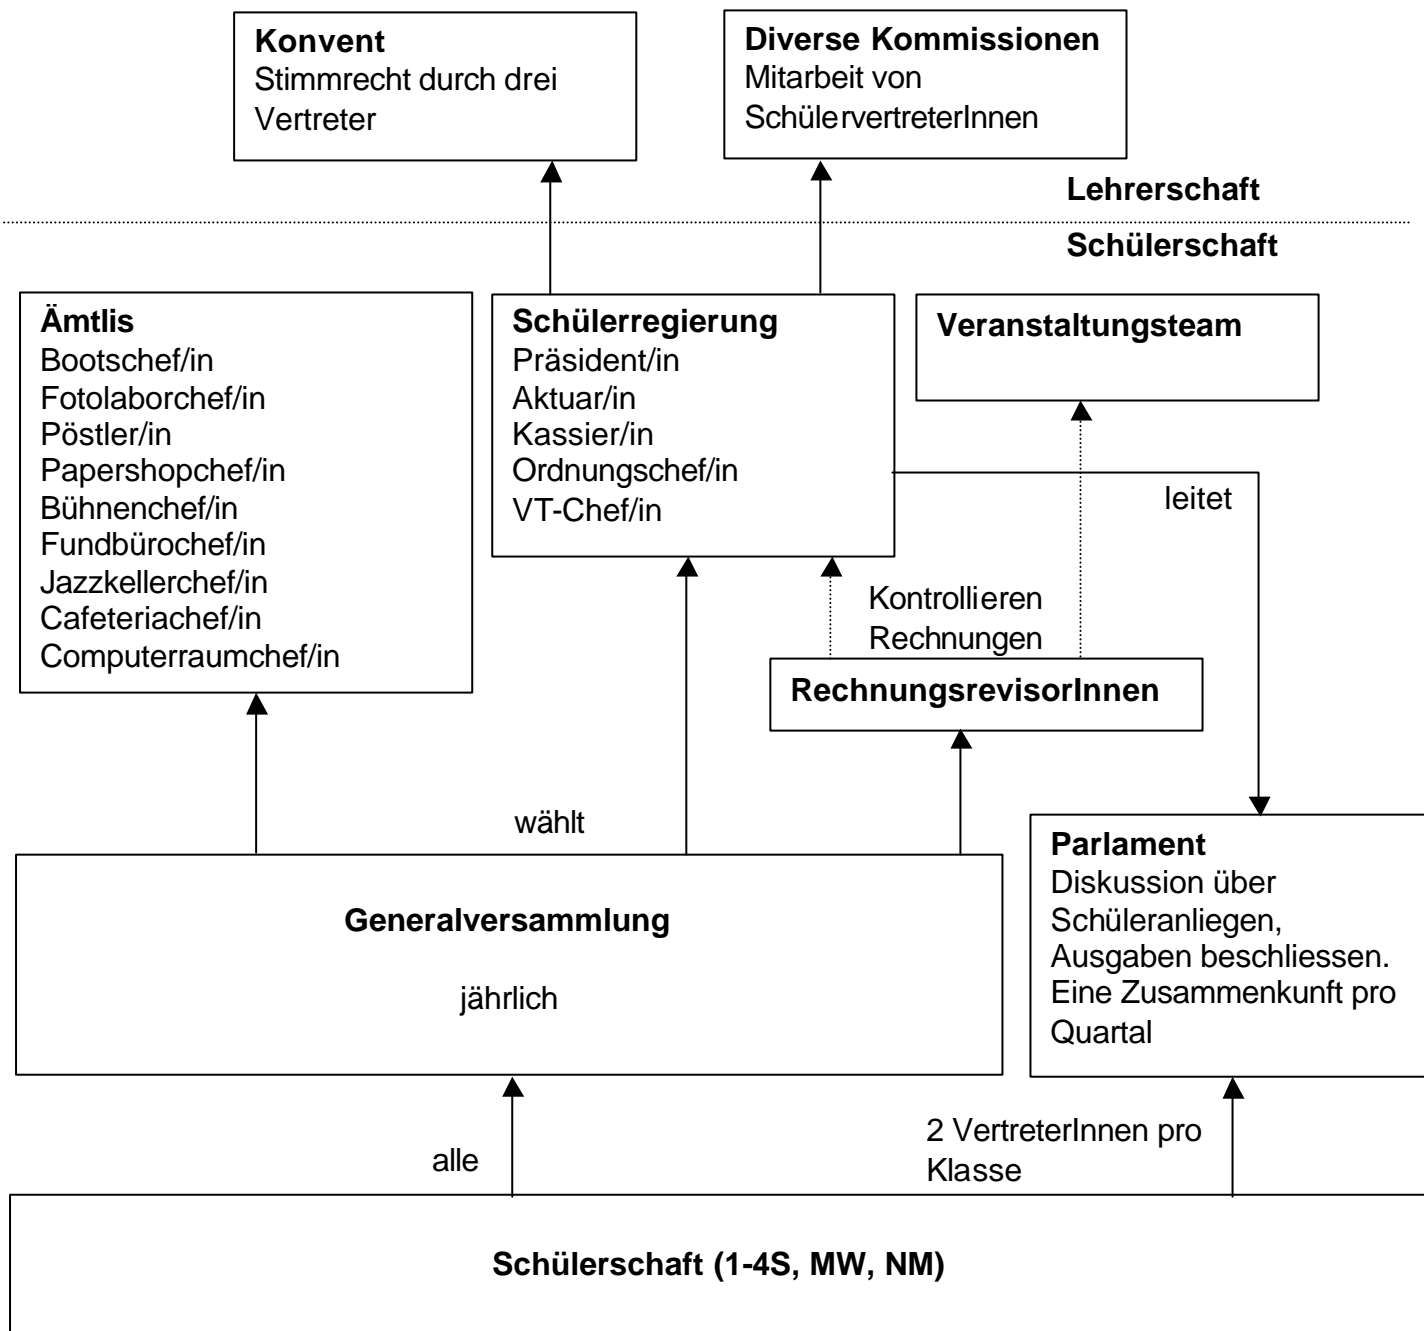 Konvent
Stimmrecht durch drei
Vertreter
Diverse Kommissionen
Mitarbeit von
SchülervertreterInnen
Lehrerschaft
Schülerschaft
Ämtlis
Bootschef/in
Fotolaborchef/in
Pöstler/in
Papershopchef/in
Bühnenchef/in
Fundbürochef/in
Jazzkellerchef/in
Cafeteriachef/in
Computerraumchef/in
Schülerregierung
Präsident/in
Aktuar/in
Kassier/in
Ordnungschef/in
VT-Chef/in
Veranstaltungsteam
leitet
Kontrollieren
Rechnungen
RechnungsrevisorInnen
wählt
Generalversammlung
jährlich
Parlament
Diskussion über
Schüleranliegen,
Ausgaben beschliessen.
Eine Zusammenkunft pro
Quartal
alle
2 VertreterInnen pro
Klasse
Schülerschaft (1-4S, MW, NM)